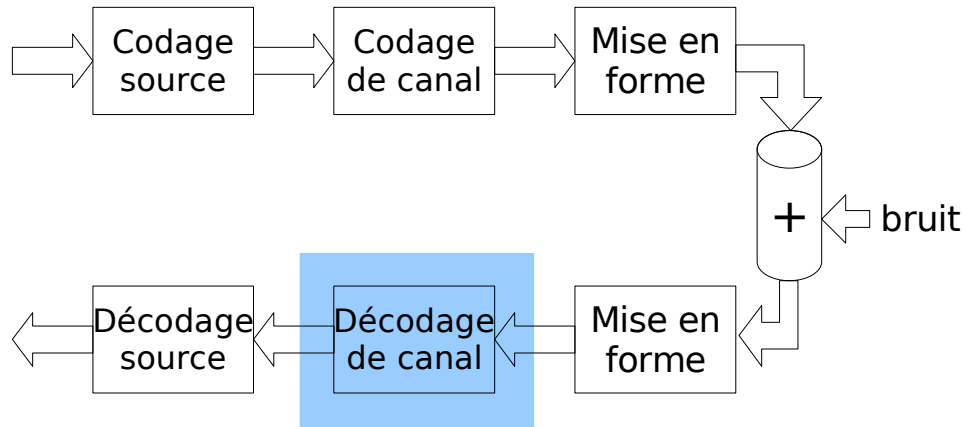 Codage
source
Codage
de canal
Mise en
forme
+
bruit
Décodage
source
Décodage
de canal
Mise en
forme